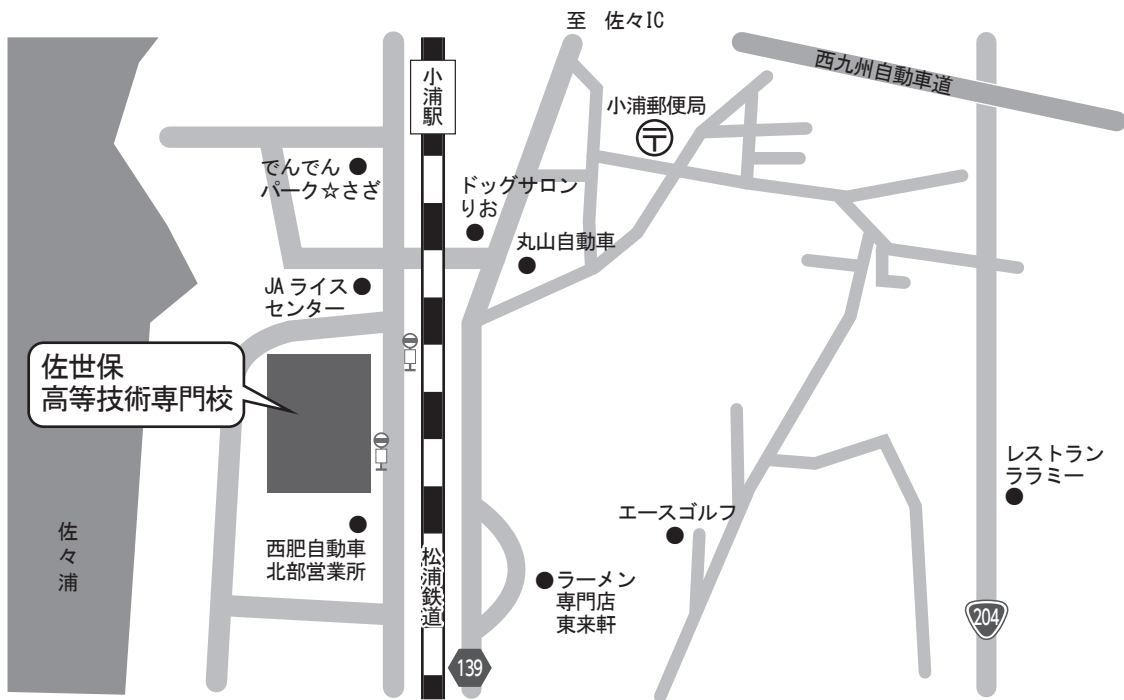 至 佐々IC
西九州自動車道
小浦駅
小浦郵便局
でんでん
パーク☆さざ
ドッグサロン
りお
丸山自動車
JAライス
センター
佐世保
高等技術専門校
レストラン
ララミー
エースゴルフ
佐々浦
西肥自動車
北部営業所
松浦鉄道
ラーメン
専門店
東来軒
204
139